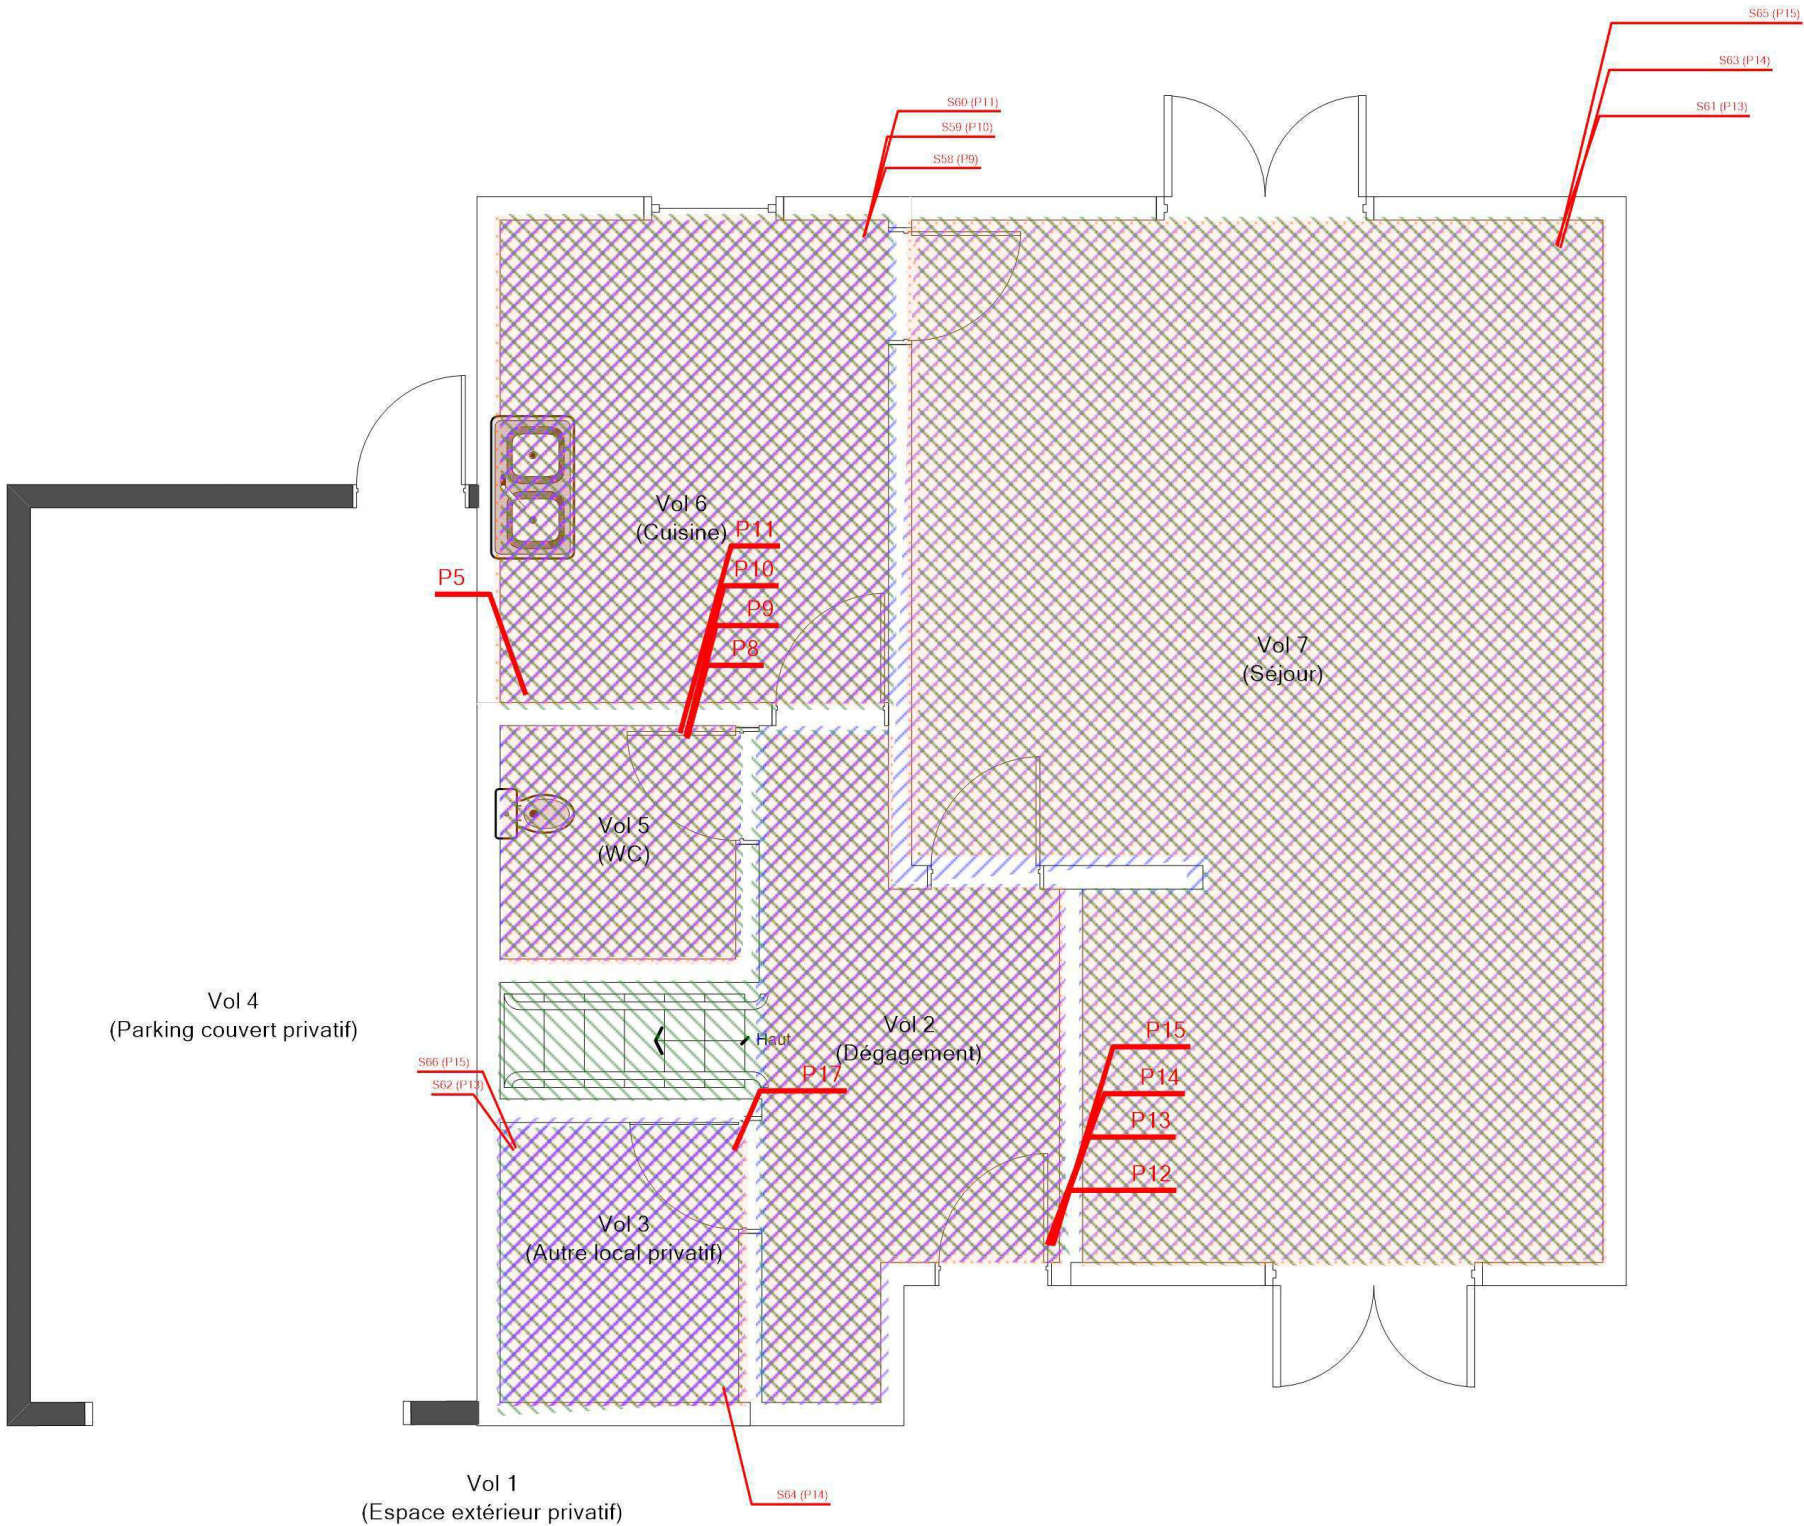 S65 (P15)
S63 (P14)
S61 (P13)
S60 (P11)
S59 (P10)
S58 (P9)
Vol 6
(Cuisine)
P11
P10
P9
P8
P5
Vol 7
(Séjour)
Vol 5
(WC)
Vol 4
(Parking couvert privatif)
Vol 2
(Dégagement)
Haut
P17
P15
P14
P13
P12
S66 (P15)
S62 (P13)
Vol 3
(Autre local privatif)
S64 (P14)
Vol 1
(Espace extérieur privatif)